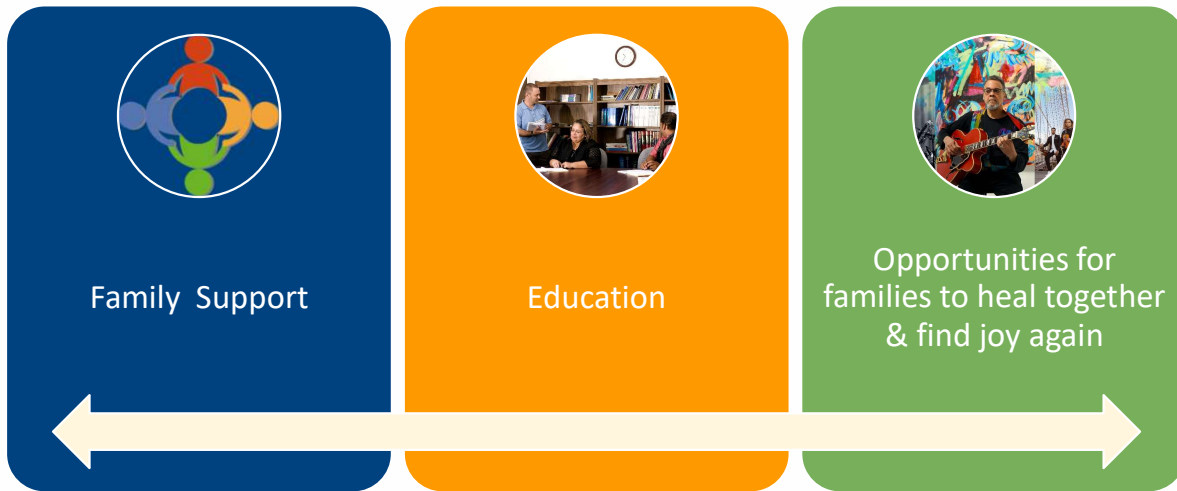 Family  Support
Education
Opportunities for
families to heal together
& find joy again